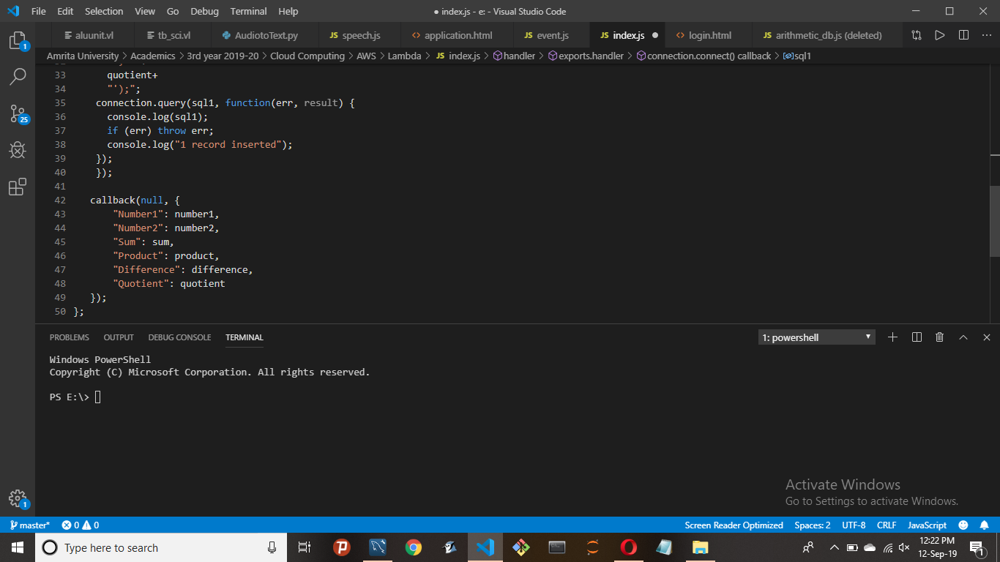 File Edit Selection View Go Debug Terminal Help ● index.js - e: - Visual Studio Code
aluunit.vl tb_sci.vl AudiotoText.py JS speech.js <> application.html JS event.js JS index.js ● <> login.html JS arithmetic_db.js (deleted) ...
1 Amrita University > Academics > 3rd year 2019-20 > Cloud Computing > AWS > Lambda > JS index.js > handler > exports.handler > connection.connect() callback > sql1
33 quotient+
34 "');";
35 connection.query(sql1, function(err, result) {
36 console.log(sql1);
37 if (err) throw err;
38 console.log("1 record inserted");
39 });
40 });
41
42 callback(null, {
43 "Number1": number1,
44 "Number2": number2,
45 "Sum": sum,
46 "Product": product,
47 "Difference": difference,
48 "Quotient": quotient
49 });
50 };
25
PROBLEMS OUTPUT DEBUG CONSOLE TERMINAL 1: powershell
Windows PowerShell
Copyright (C) Microsoft Corporation. All rights reserved.
PS E:\>
Activate Windows
Go to Settings to activate Windows.
1
master* 0 0 Screen Reader Optimized Spaces: 2 UTF-8 CRLF JavaScript
Type here to search 12:22 PM
12-Sep-19 1